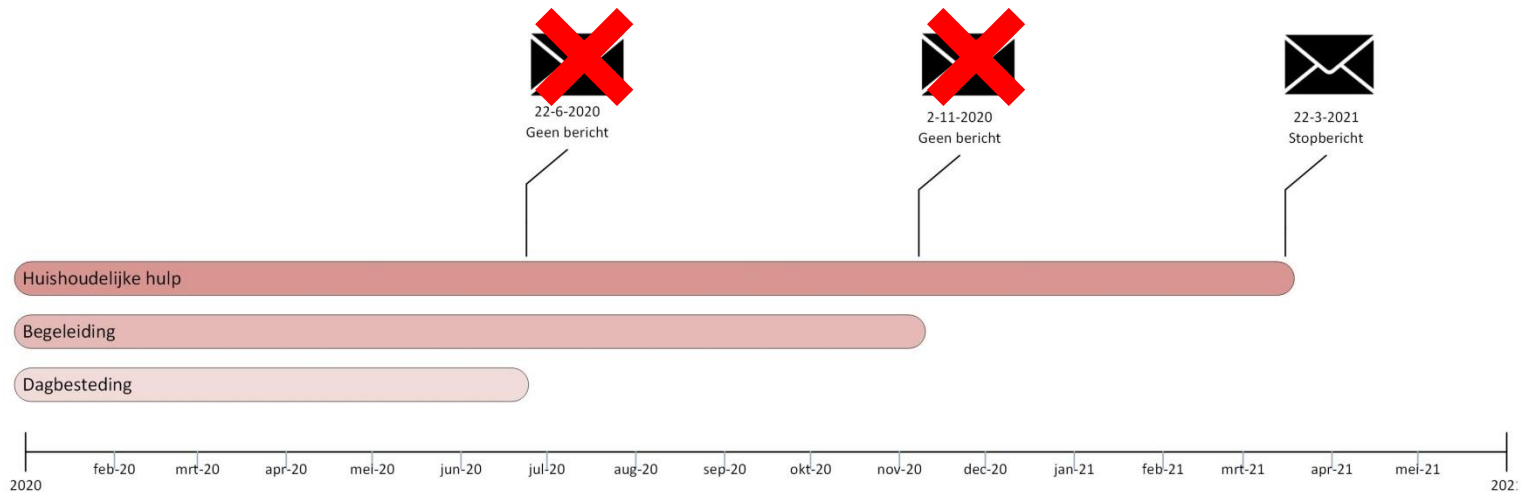 22-6-2020
Geen bericht
2-11-2020
Geen bericht
22-3-2021
Stopbericht
Huishoudelijke hulp
Begeleiding
Dagbesteding
feb-20 mrt-20 apr-20 mei-20 jun-20 jul-20 aug-20 sep-20 okt-20 nov-20 dec-20 jan-21 feb-21 mrt-21 apr-21 mei-21
2020